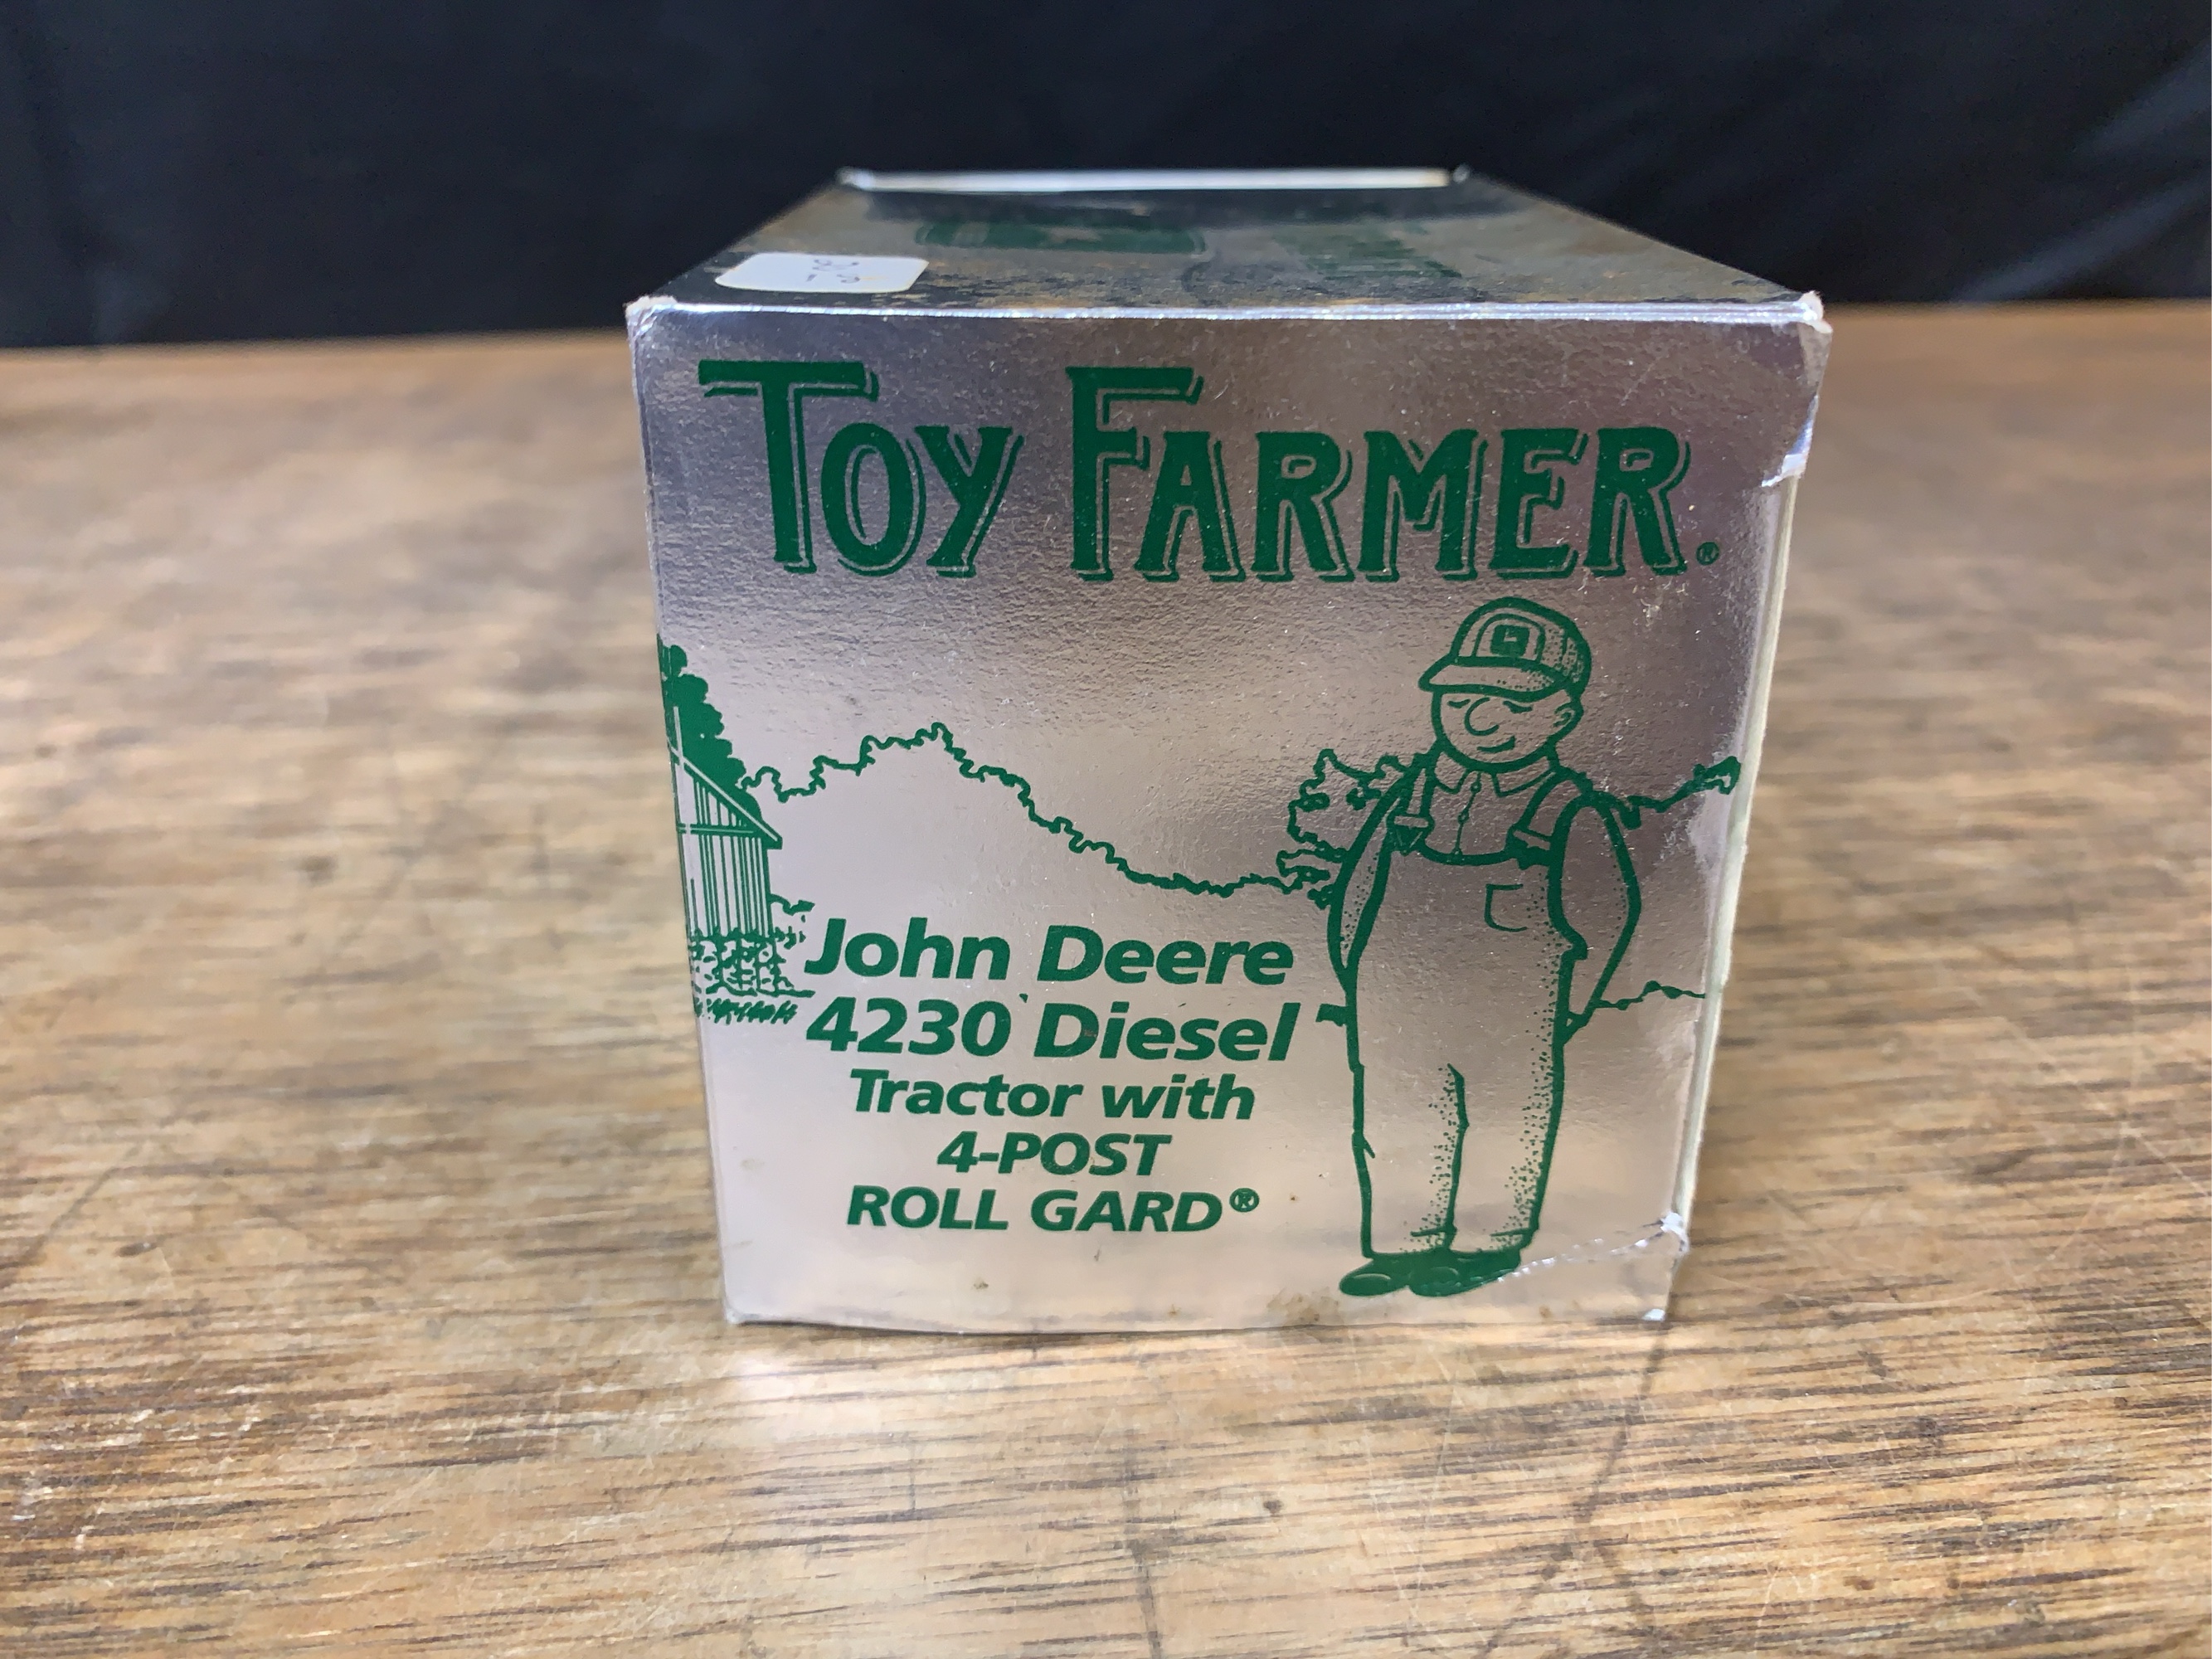 TOY FARMER®
John Deere
4230 Diesel
Tractor with
4-POST
ROLL GARD®